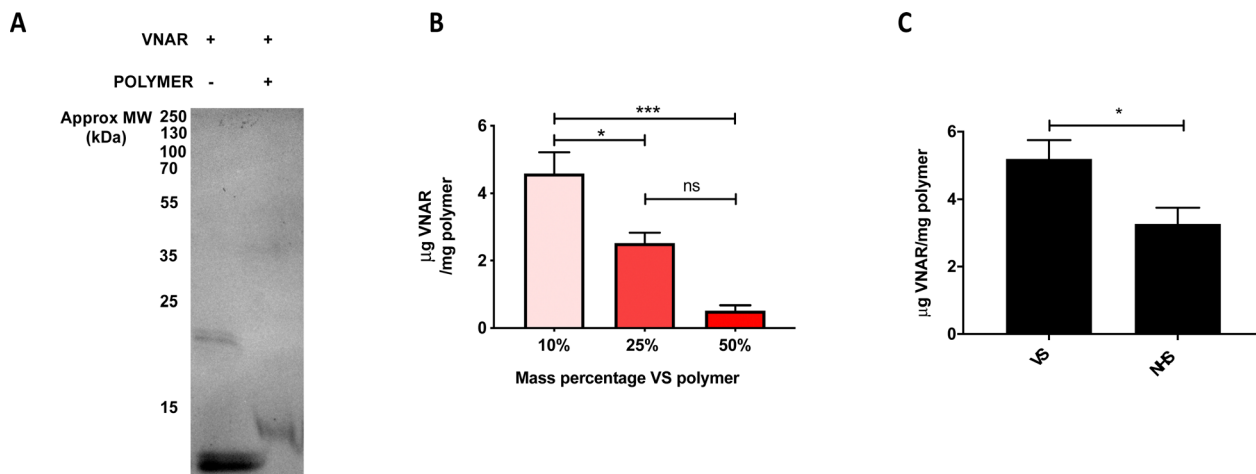 A
VNAR + +
POLYMER - +
Approx MW
(kDa)
250
130
100
70
55
35
25
15
B
μg VNAR
/mg polymer
6
4
2
0
***
*
ns
10% 25% 50%
Mass percentage VS polymer
C
μg VNAR/mg polymer
8
6
4
2
0
*
VS NHS